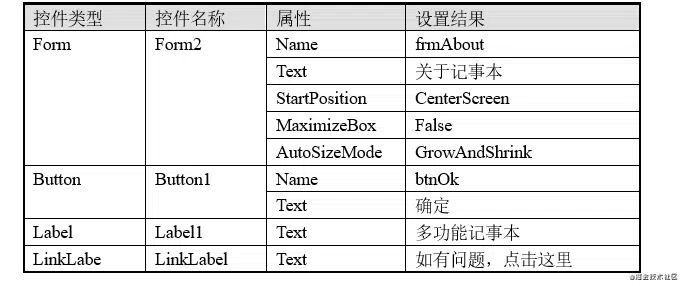 控件类型 控件名称 属性 设置结果
Form Form2 Name frmAbout
Text 关于记事本
StartPosition CenterScreen
MaximizeBox False
AutoSizeMode GrowAndShrink
Button Button1 Name btnOk
Text 确定
Label Label1 Text 多功能记事本
LinkLabe LinkLabel Text 如有问题，点击这里
@掘金技术社区